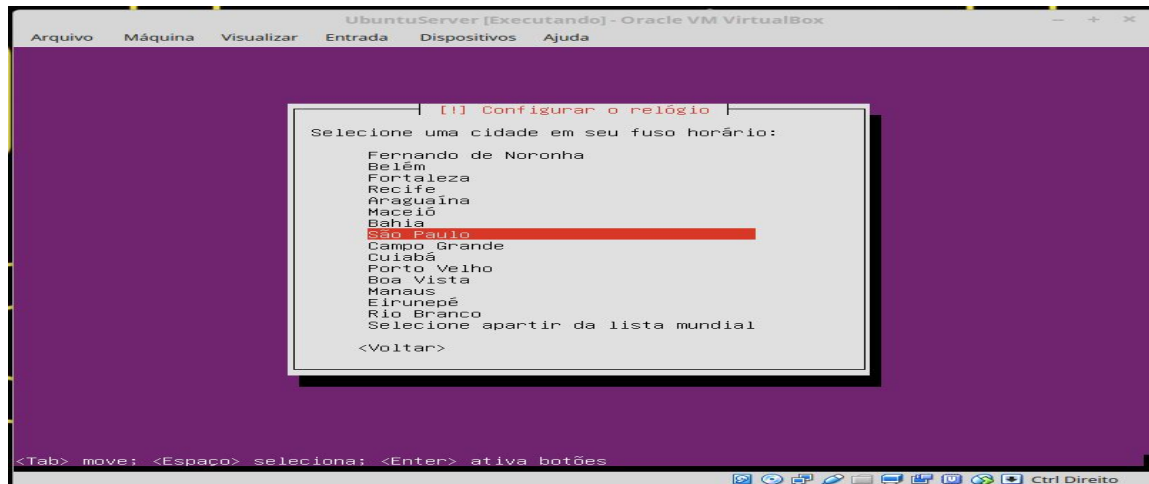 UbuntuServer [Executando] - Oracle VM VirtualBox
Arquivo Máquina Visualizar Entrada Dispositivos Ajuda
[!] Configurar o relógio
Selecione uma cidade em seu fuso horário:
Fernando de Noronha
Belém
Fortaleza
Recife
Araguaína
Maceió
Bahia
São Paulo
Campo Grande
Cuiabá
Porto Velho
Boa Vista
Manaus
Eirunepé
Rio Branco
Selecione apartir da lista mundial
<Voltar>
<Tab> move; <Espaço> seleciona; <Enter> ativa botões
Ctrl Direito